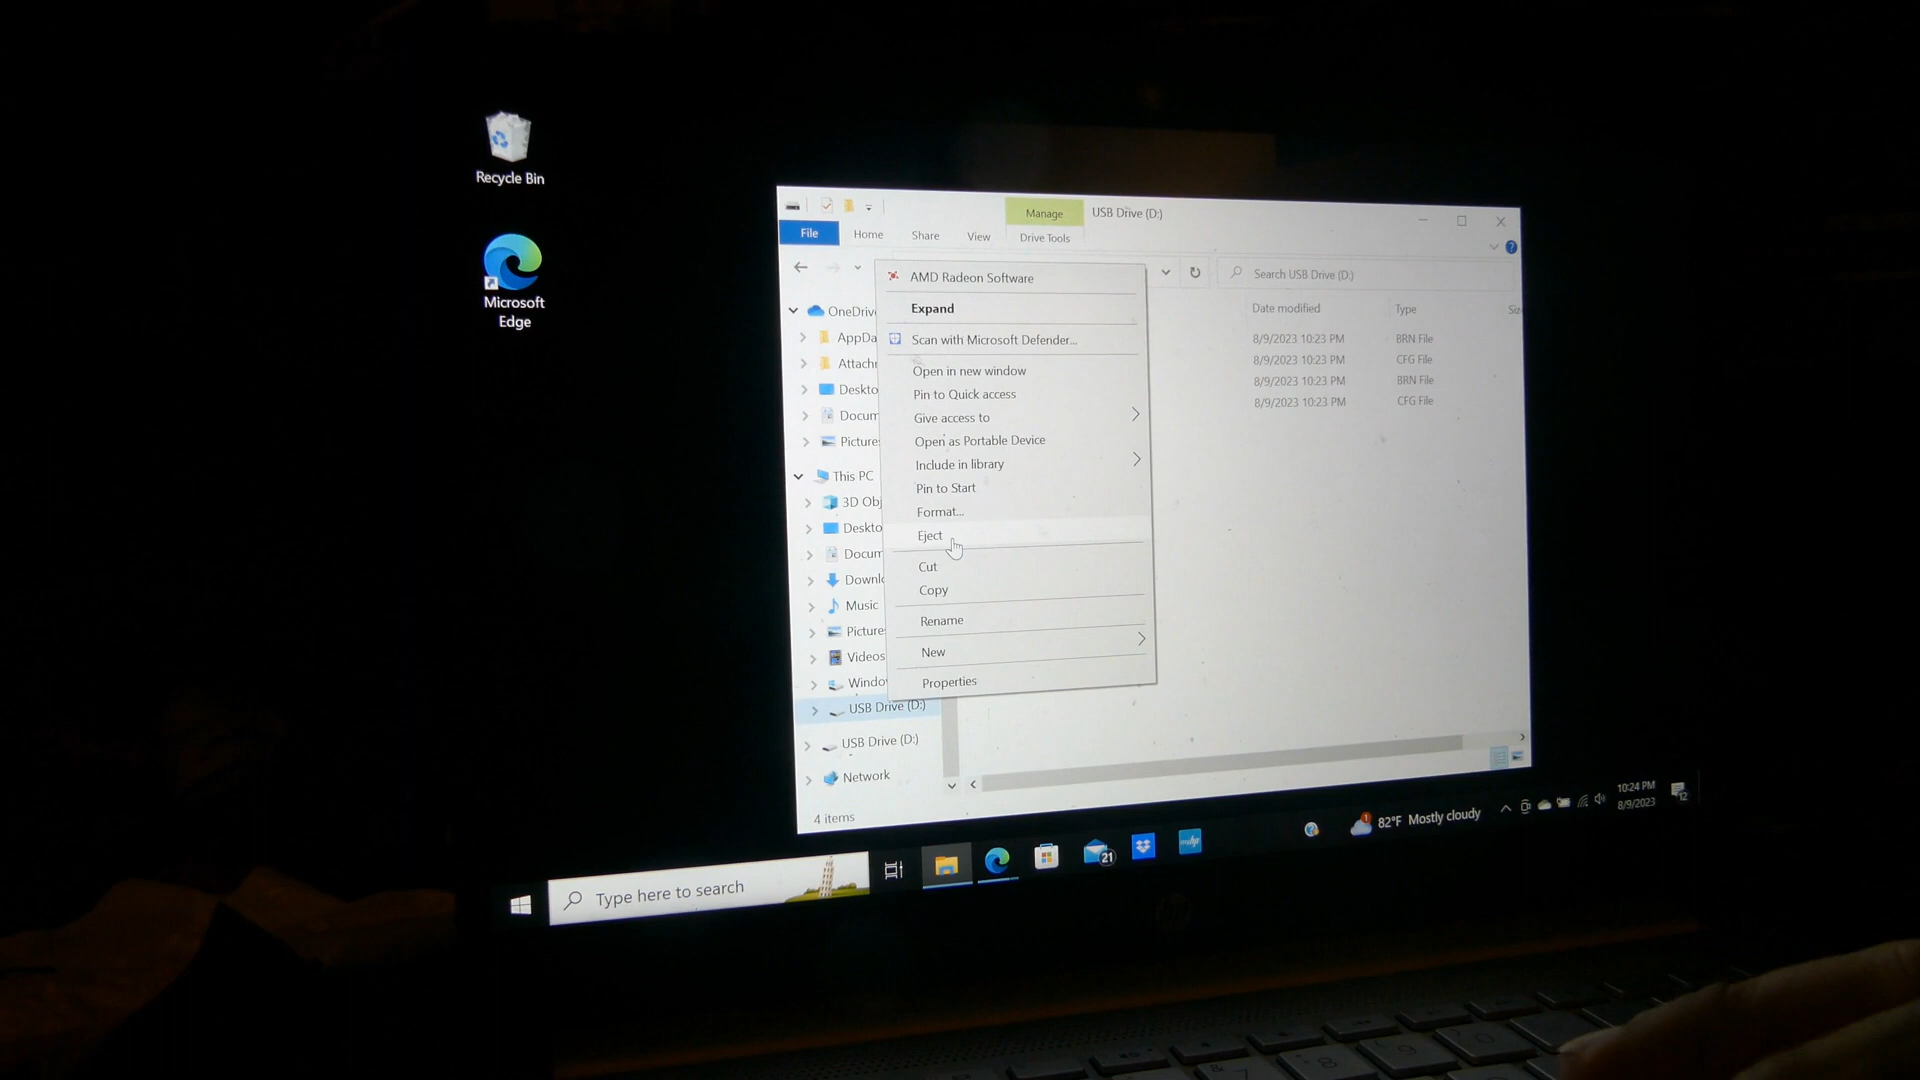 Recycle Bin
Microsoft
Edge
Manage
USB Drive (D:)
File
Home
Share
View
Drive Tools
Search USB Drive (D:)
AMD Radeon Software
Expand
Scan with Microsoft Defender...
Open in new window
Pin to Quick access
Give access to
Open as Portable Device
Include in library
Pin to Start
Format...
Eject
Cut
Copy
Rename
New
Properties
OneDriv
AppDa
Attach
Deskto
Docum
Picture
This PC
3D Obj
Deskto
Docum
Downlo
Music
Picture
Videos
Windo
USB Drive (D:)
USB Drive (D:)
Network
4 items
Date modified
Type
Siz
8/9/2023 10:23 PM
BRN File
8/9/2023 10:23 PM
CFG File
8/9/2023 10:23 PM
BRN File
8/9/2023 10:23 PM
CFG File
Type here to search
21
1
82°F Mostly cloudy
10:24 PM
8/9/2023
12